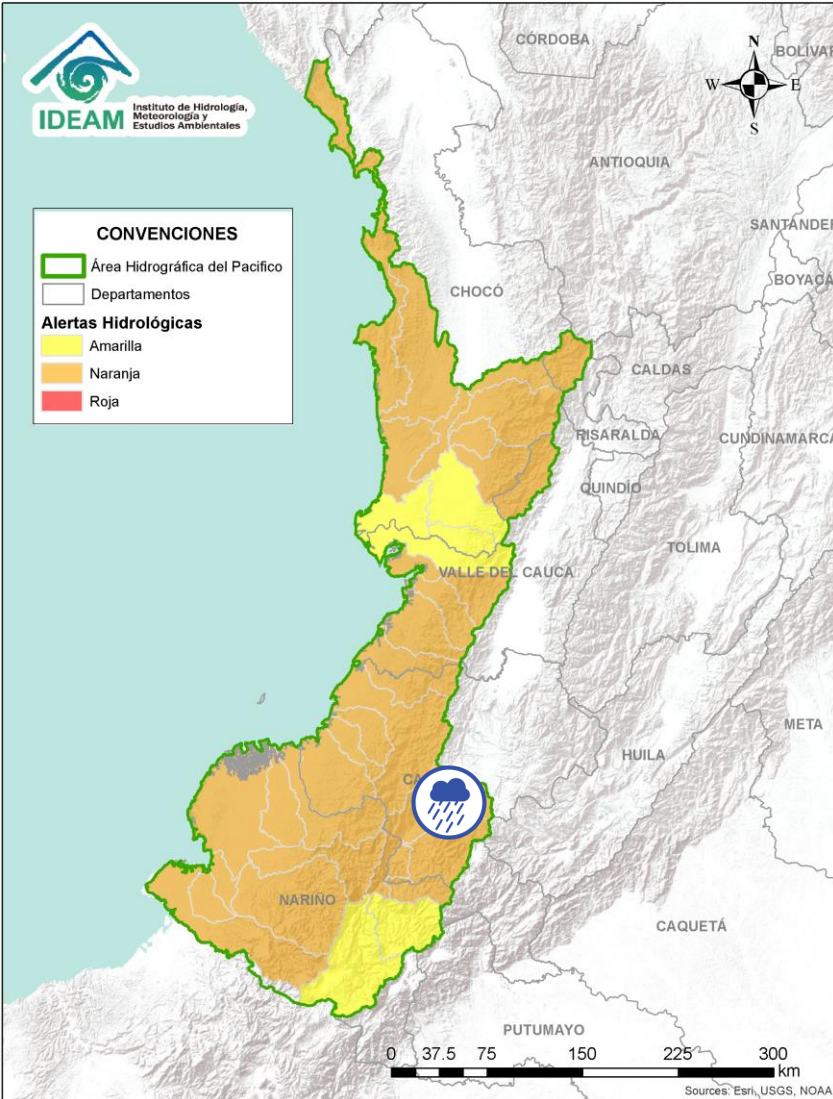 IDEAM
Instituto de Hidrología,
Meteorología y
Estudios Ambientales
CÓRDOBA
BOLÍVAR
N
W
E
S
ANTIOQUIA
CONVENCIONES
Área Hidrográfica del Pacifico
Departamentos
Alertas Hidrológicas
Amarilla
Naranja
Roja
SANTANDER
BOYACÁ
CHOCÓ
CALDAS
RISARALDA
CUNDINAMARCA
QUINDÍO
TOLIMA
VALLE DEL CAUCA
META
HUILA
CA
NARIÑO
CAQUETÁ
PUTUMAYO
0 37.5 75 150 225 300
km
Sources: Esri, USGS, NOAA